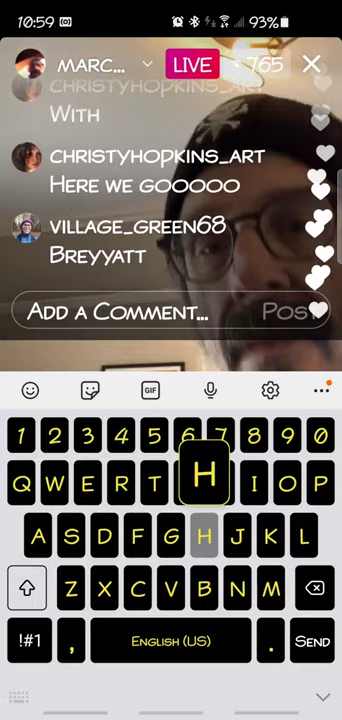 10:59 93%
MARC... LIVE 765
CHRISTYHOPKINS_ART
WITH
CHRISTYHOPKINS_ART
HERE WE GOOOOO
VILLAGE_GREEN68
BREYYATT
ADD A COMMENT... POST
GIF
1 2 3 4 5 6 7 8 9 0
Q W E R T H I O P
A S D F G H J K L
Z X C V B N M
!#1 , ENGLISH (US) . SEND